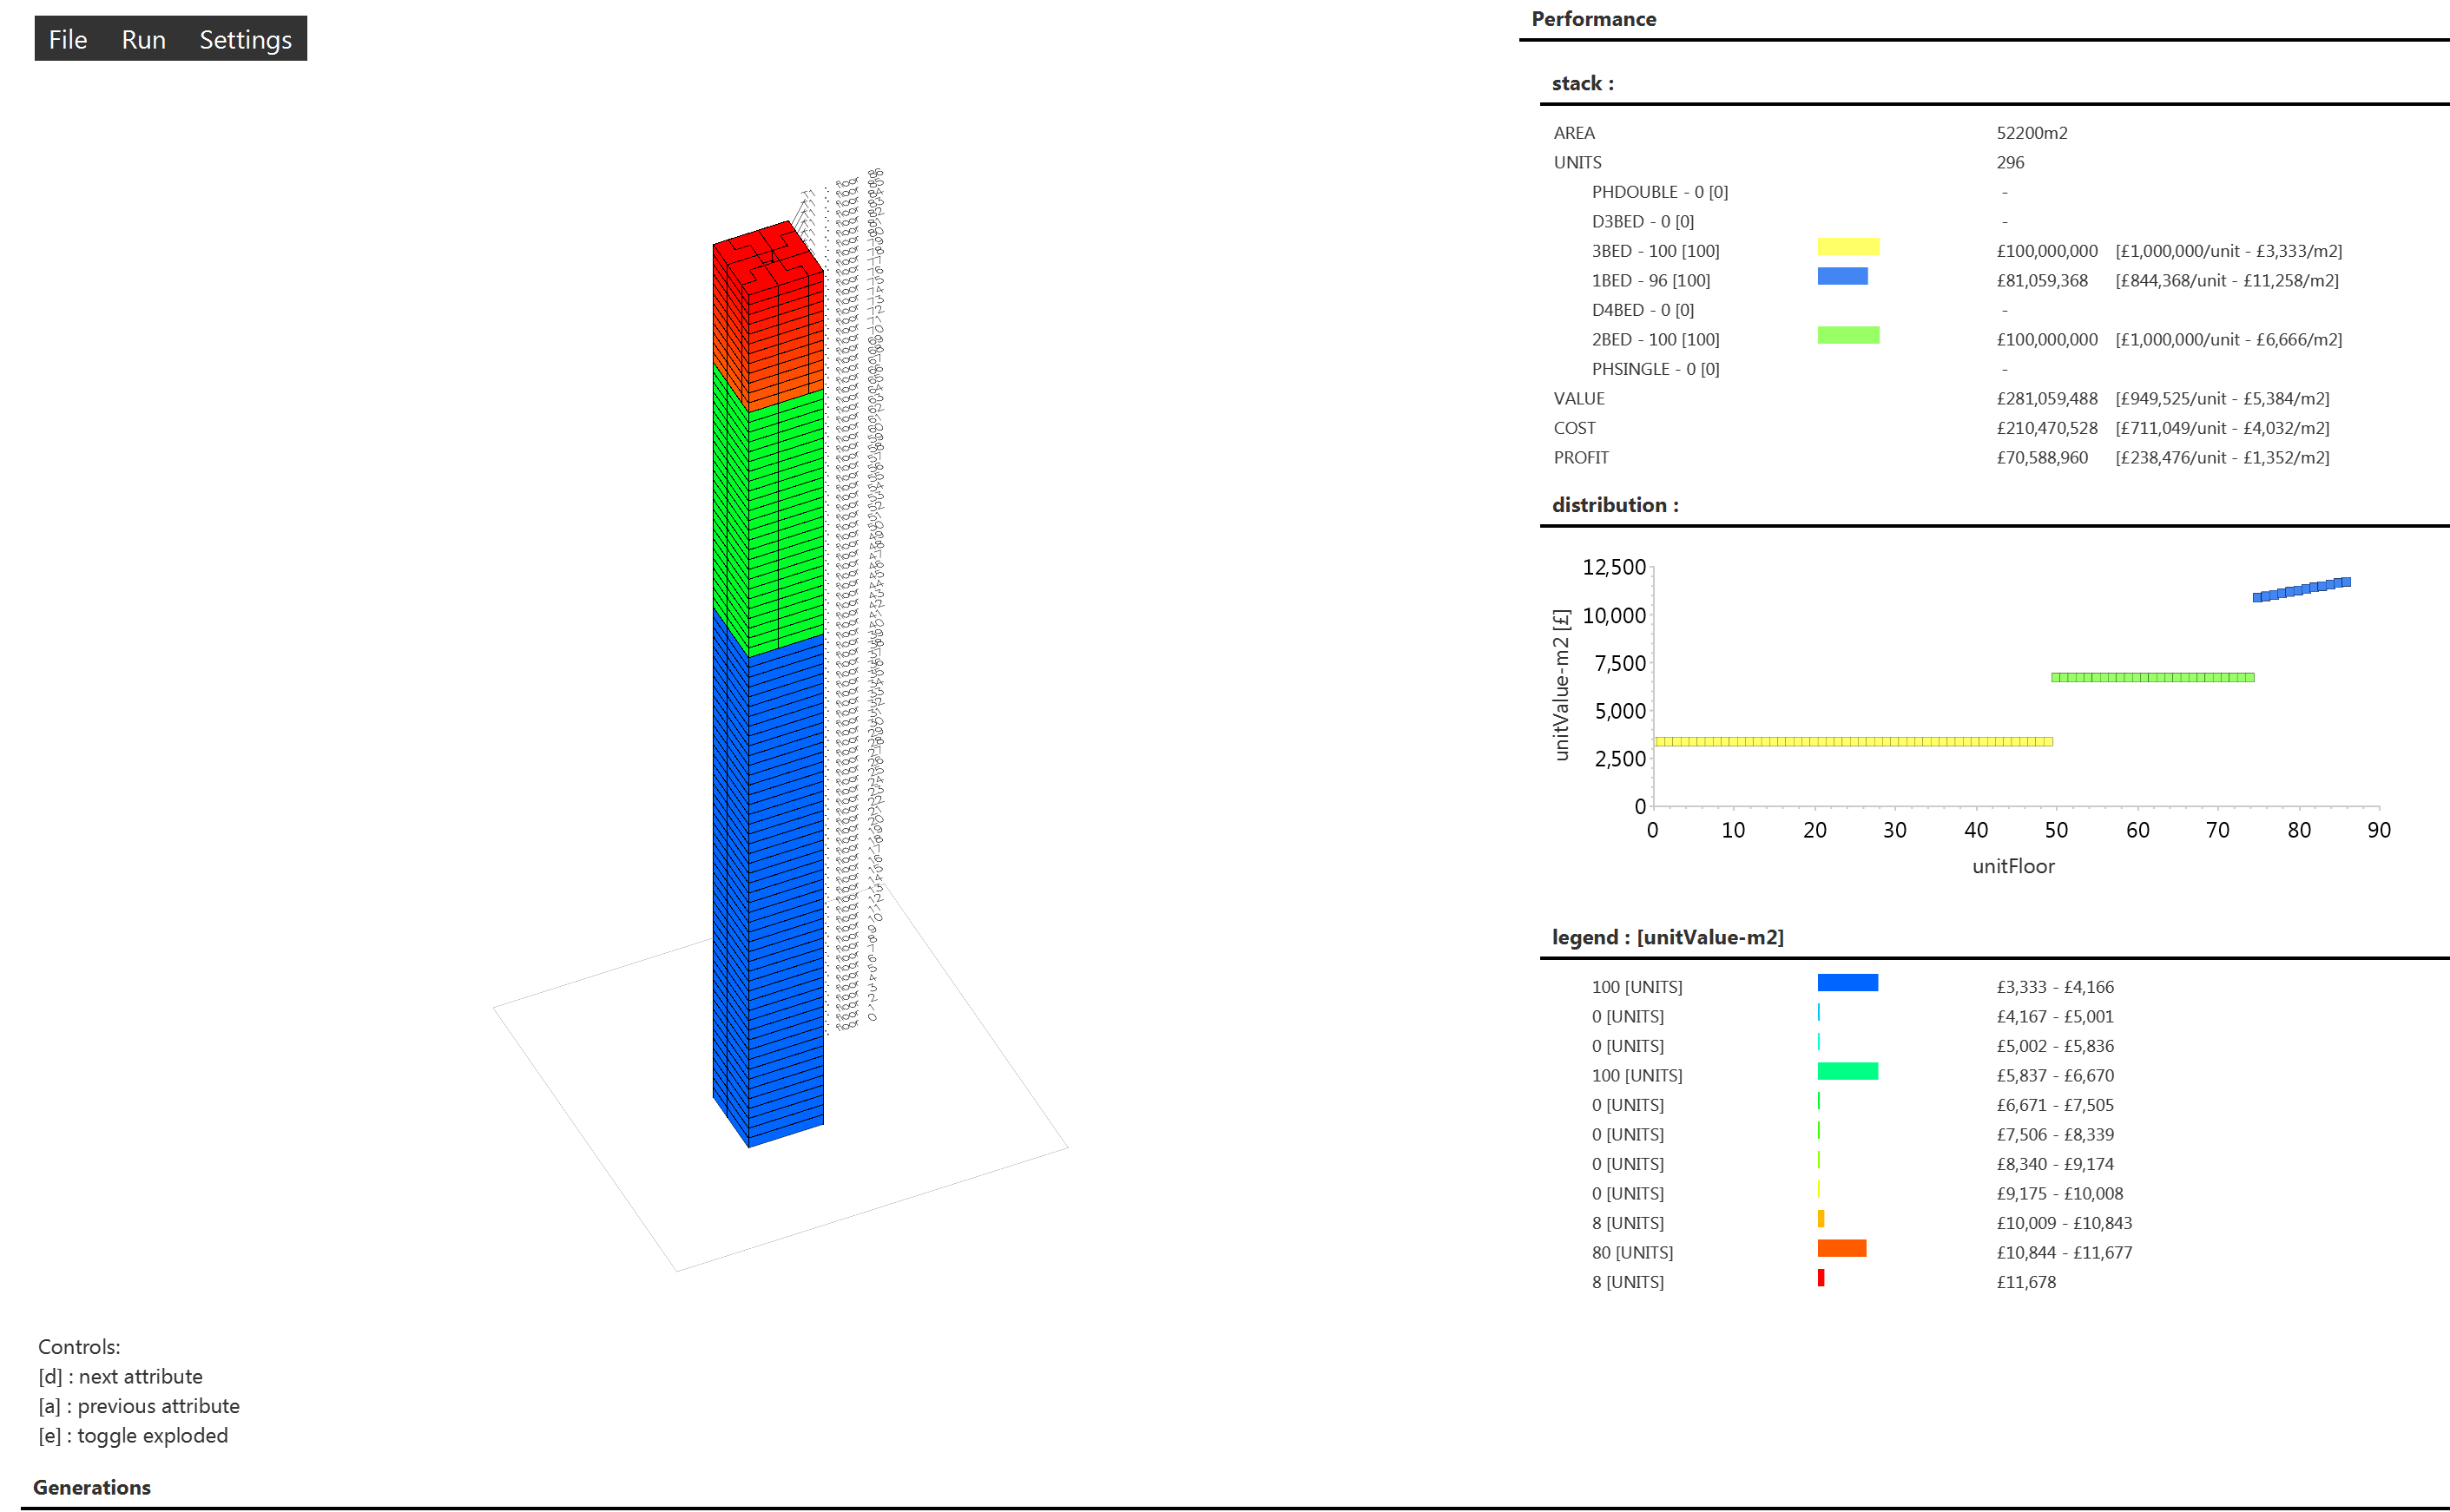 File Run Settings
Performance
stack :
AREA 52200m2
UNITS 296
PHDOUBLE - 0 [0] -
D3BED - 0 [0] -
3BED - 100 [100] £100,000,000 [£1,000,000/unit - £3,333/m2]
1BED - 96 [100] £81,059,368 [£844,368/unit - £11,258/m2]
D4BED - 0 [0] -
2BED - 100 [100] £100,000,000 [£1,000,000/unit - £6,666/m2]
PHSINGLE - 0 [0] -
VALUE £281,059,488 [£949,525/unit - £5,384/m2]
COST £210,470,528 [£711,049/unit - £4,032/m2]
PROFIT £70,588,960 [£238,476/unit - £1,352/m2]
distribution :
unitValue-m2 [£]
12,500
10,000
7,500
5,000
2,500
0
0 10 20 30 40 50 60 70 80 90
unitFloor
legend : [unitValue-m2]
100 [UNITS] £3,333 - £4,166
0 [UNITS] £4,167 - £5,001
0 [UNITS] £5,002 - £5,836
100 [UNITS] £5,837 - £6,670
0 [UNITS] £6,671 - £7,505
0 [UNITS] £7,506 - £8,339
0 [UNITS] £8,340 - £9,174
0 [UNITS] £9,175 - £10,008
8 [UNITS] £10,009 - £10,843
80 [UNITS] £10,844 - £11,677
8 [UNITS] £11,678
Controls:
[d] : next attribute
[a] : previous attribute
[e] : toggle exploded
Generations